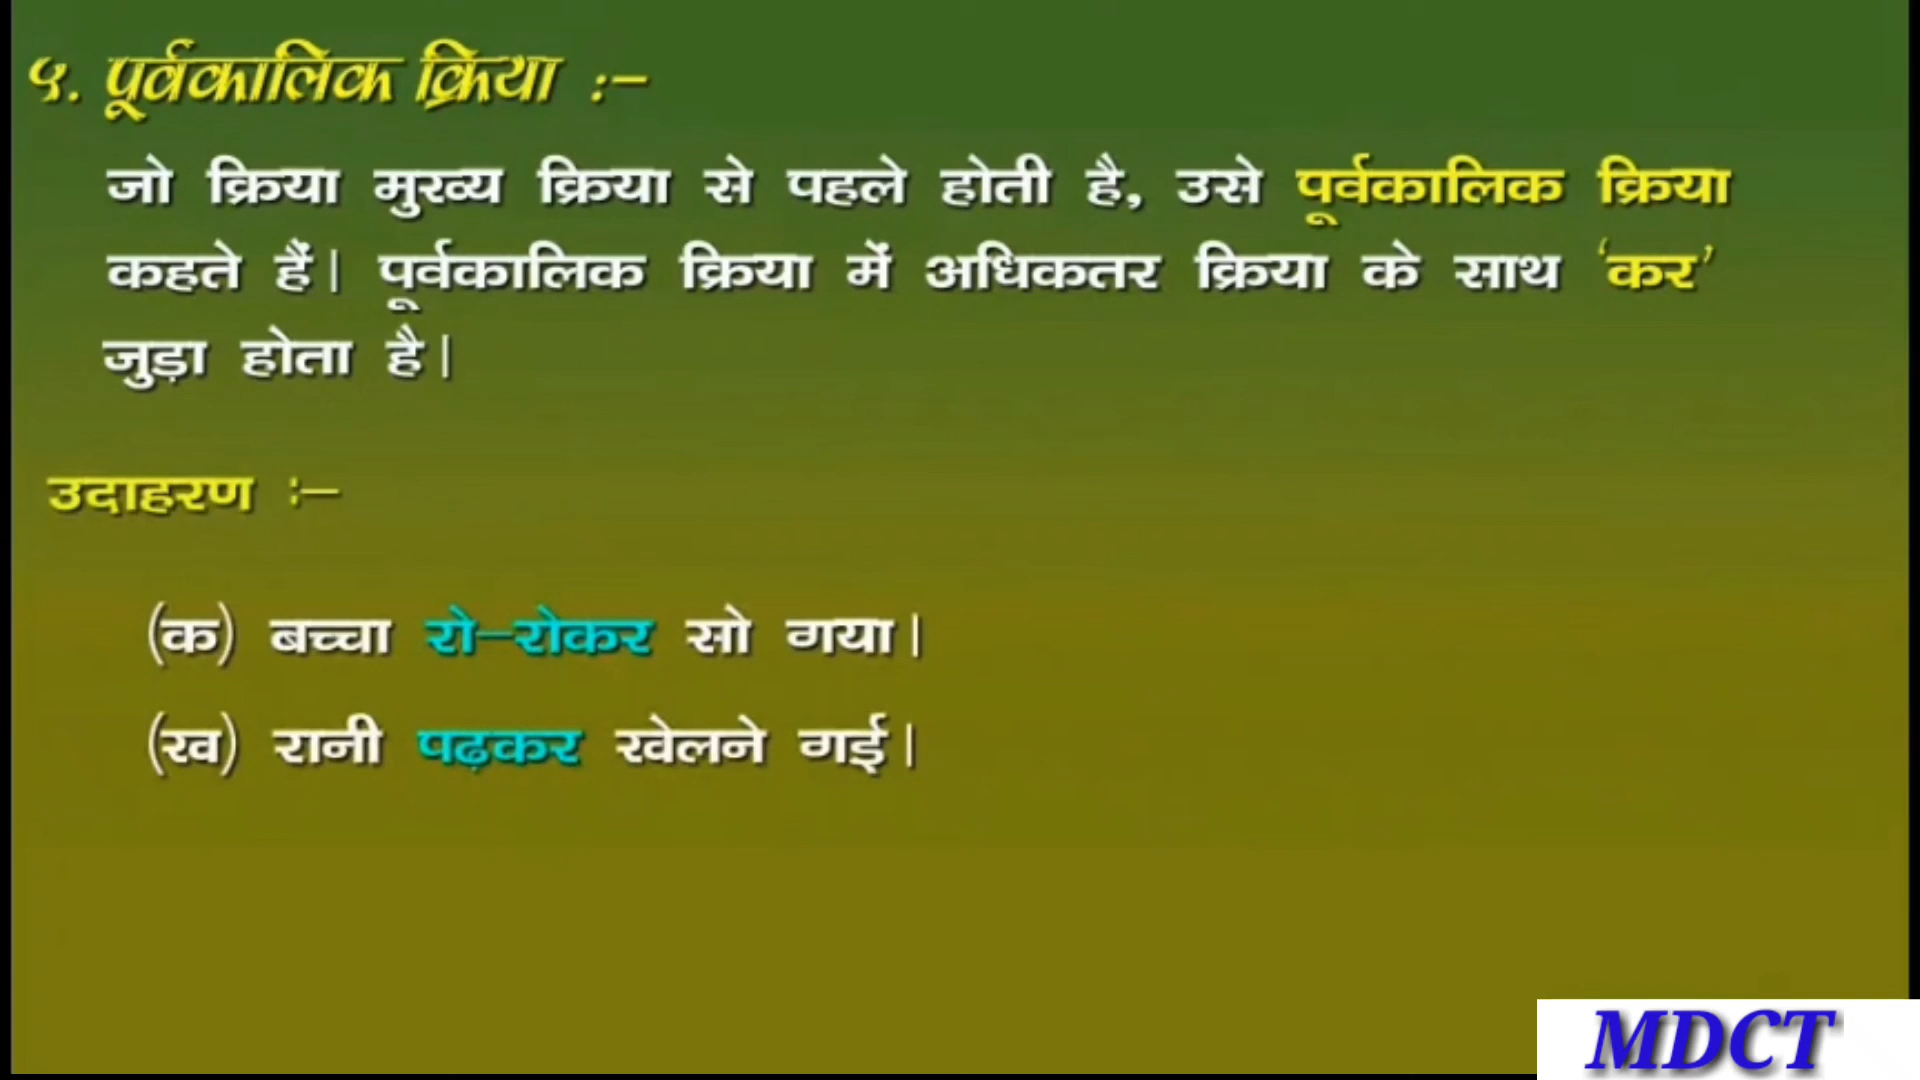 ५. पूर्वकालिक क्रिया :–
जो क्रिया मुख्य क्रिया से पहले होती है, उसे पूर्वकालिक क्रिया
कहते हैं। पूर्वकालिक क्रिया में अधिकतर क्रिया के साथ ‘कर’
जुड़ा होता है।
उदाहरण :–
(क) बच्चा रो–रोकर सो गया।
(ख) रानी पढ़कर खेलने गई।
MDCT